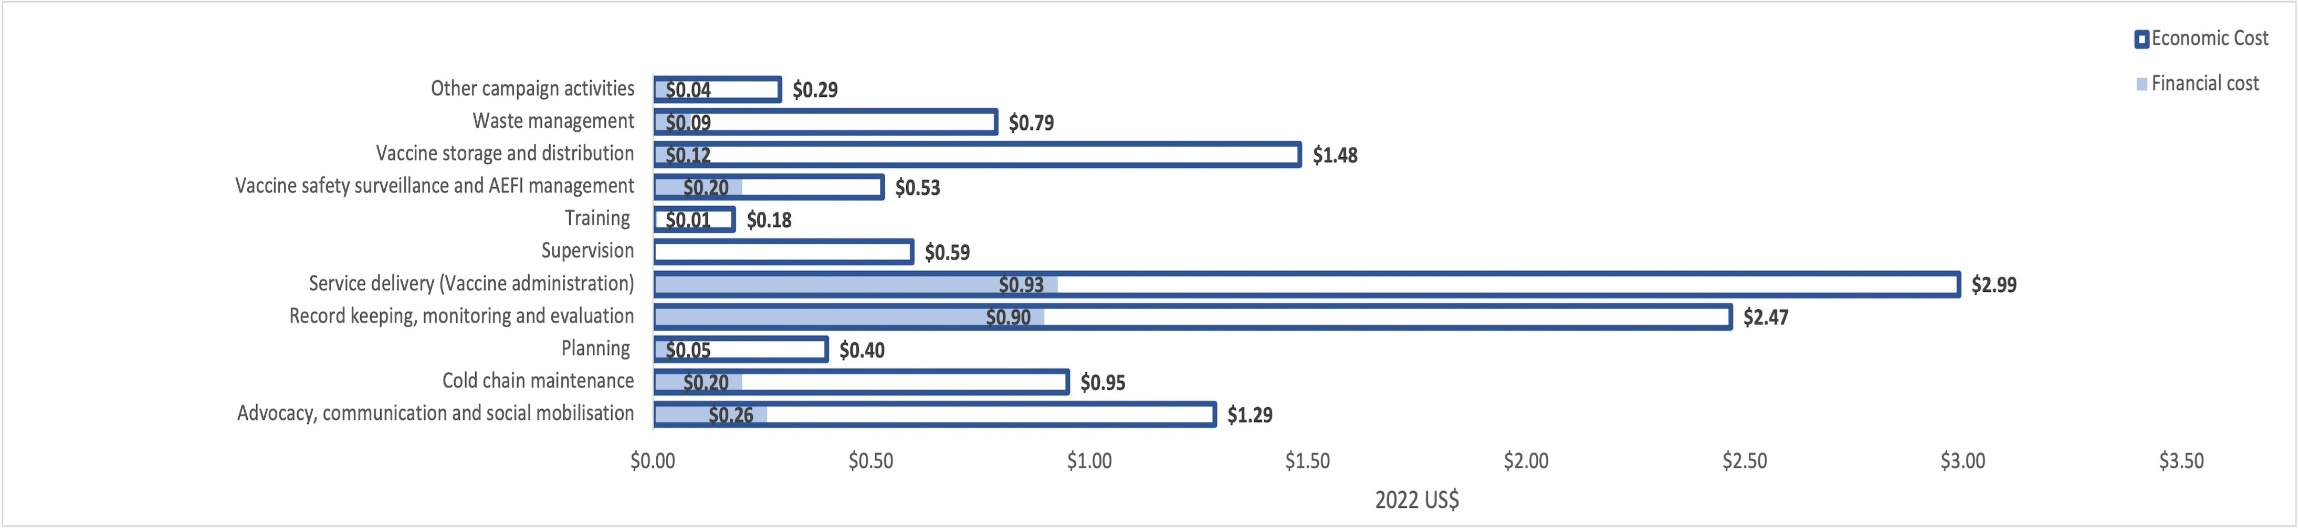 Economic Cost
Financial cost
Other campaign activities $0.04 $0.29
Waste management $0.09 $0.79
Vaccine storage and distribution $0.12 $1.48
Vaccine safety surveillance and AEFI management $0.20 $0.53
Training $0.01 $0.18
Supervision $0.59
Service delivery (Vaccine administration) $0.93 $2.99
Record keeping, monitoring and evaluation $0.90 $2.47
Planning $0.05 $0.40
Cold chain maintenance $0.20 $0.95
Advocacy, communication and social mobilisation $0.26 $1.29
$0.00 $0.50 $1.00 $1.50 $2.00 $2.50 $3.00 $3.50
2022 US$